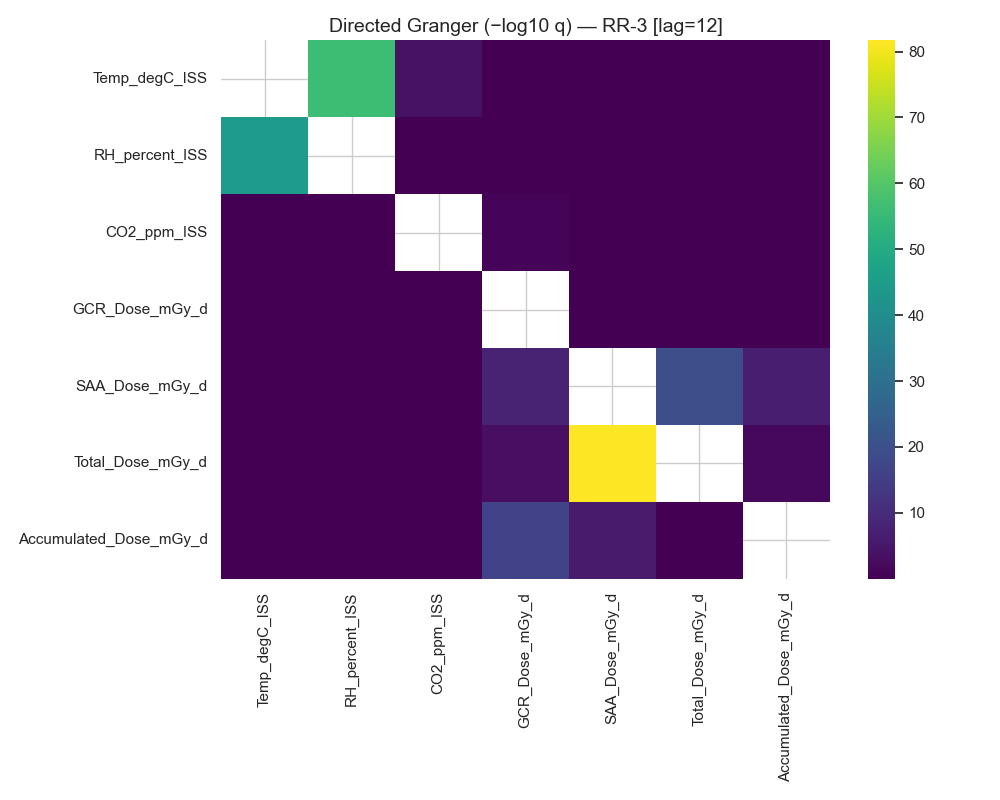 Directed Granger (−log10 q) — RR-3 [lag=12]
Temp_degC_ISS
RH_percent_ISS
CO2_ppm_ISS
GCR_Dose_mGy_d
SAA_Dose_mGy_d
Total_Dose_mGy_d
Accumulated_Dose_mGy_d
80
70
60
50
40
30
20
10
Temp_degC_ISS
RH_percent_ISS
CO2_ppm_ISS
GCR_Dose_mGy_d
SAA_Dose_mGy_d
Total_Dose_mGy_d
Accumulated_Dose_mGy_d